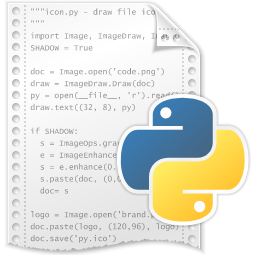 """icon.py - draw file ico
"""
import Image, ImageDraw, I
SHADOW = True
doc = Image.open('code.png')
draw = ImageDraw.Draw(doc)
py = open(__file__, 'r').read(
draw.text((32, 8), py)
if SHADOW:
s = ImageOps.gra
e = ImageEnhance
s = e.enhance(0.
s.paste(doc, (0,
doc= s
logo = Image.open('brand.p
doc.paste(logo, (120,96), logo)
doc.save('py.ico')